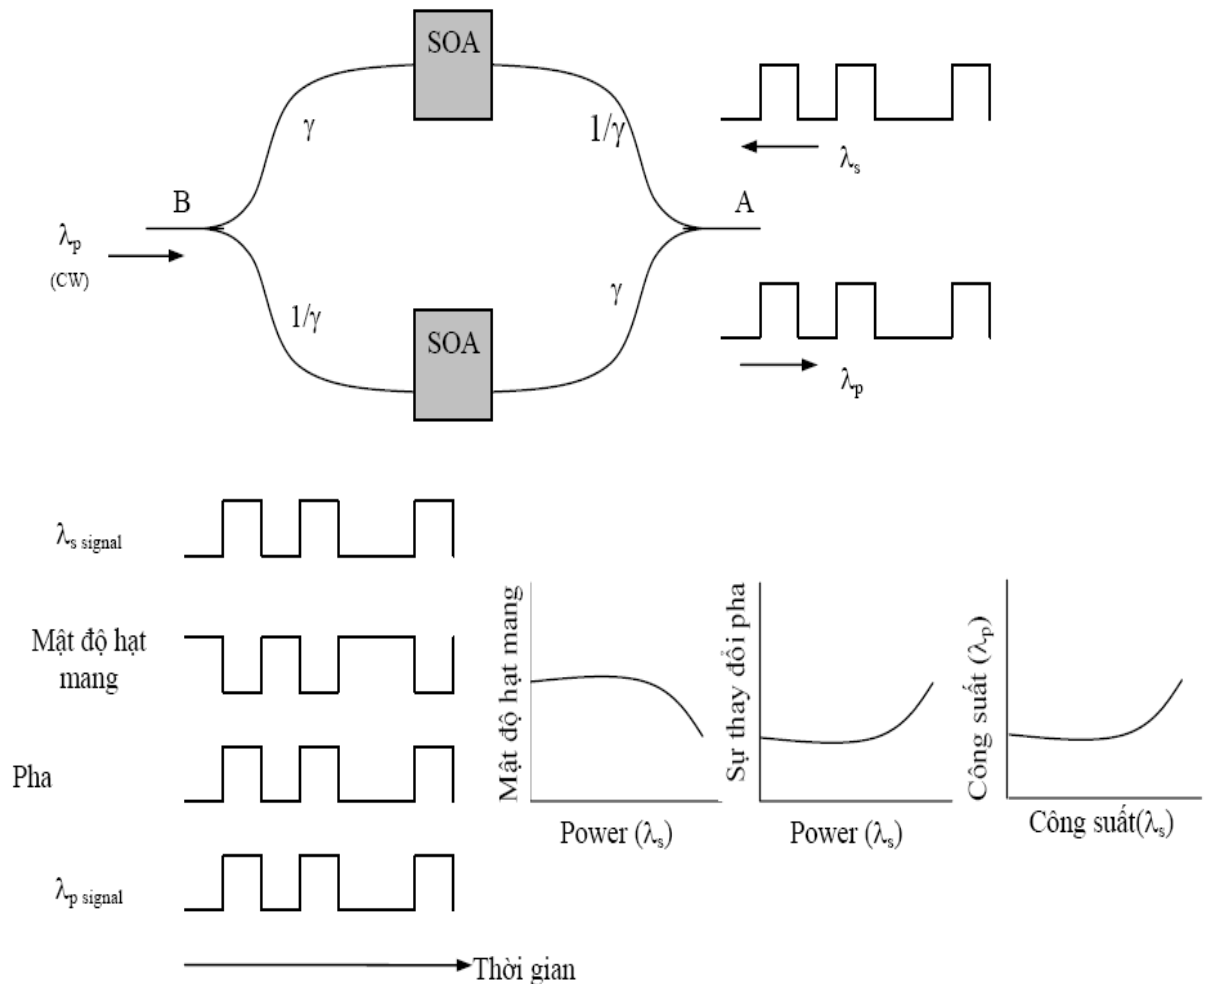 SOA
γ
1/γ
λs
B
A
λp
(CW)
1/γ
γ
SOA
λp
λs signal
Mật độ hạt
mang
Pha
λp signal
Thời gian
Mật độ hạt mang
Power (λs)
Sự thay đổi pha
Power (λs)
Công suất (λp)
Công suất(λs)